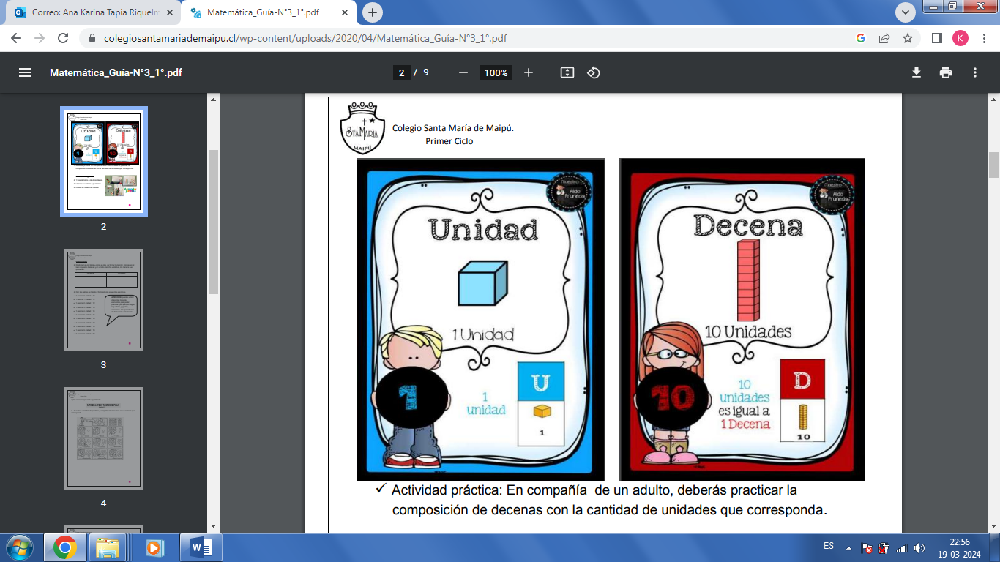 Correo: Ana Karina Tapia Riquelm
Matemática_Guía-N°3_1°.pdf
colegiosantamariademaipu.cl/wp-content/uploads/2020/04/Matemática_Guía-N°3_1°.pdf
K
Matemática_Guía-N°3_1°.pdf
2 / 9
100%
2
3
4
STA MARIA
MAIPÚ
Colegio Santa María de Maipú.
Primer Ciclo
Maestro
Aldo
Pruneda
Unidad
1 Unidad
1
1
unidad
U
1
Maestro
Aldo
Pruneda
Decena
10 Unidades
10
10
unidades
es igual a
1 Decena
D
10
✓ Actividad práctica: En compañía de un adulto, deberás practicar la
composición de decenas con la cantidad de unidades que corresponda.
ES
22:56
19-03-2024